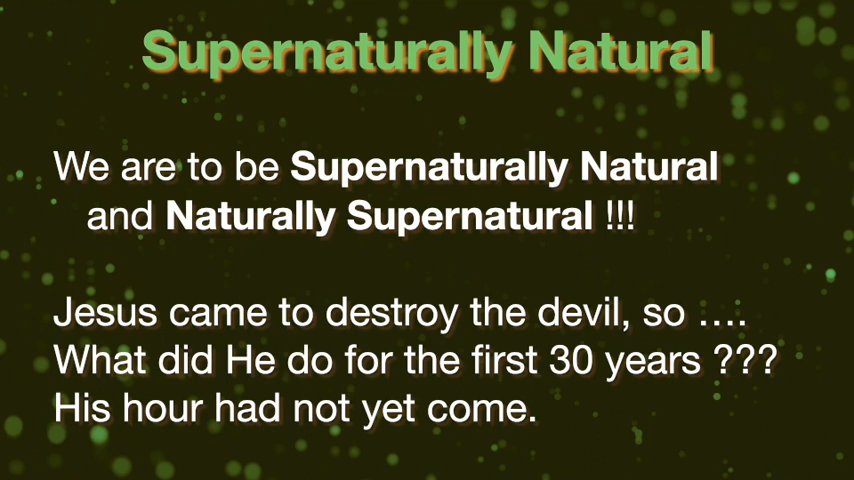 Supernaturally Natural
We are to be Supernaturally Natural
and Naturally Supernatural !!!
Jesus came to destroy the devil, so ….
What did He do for the first 30 years ???
His hour had not yet come.